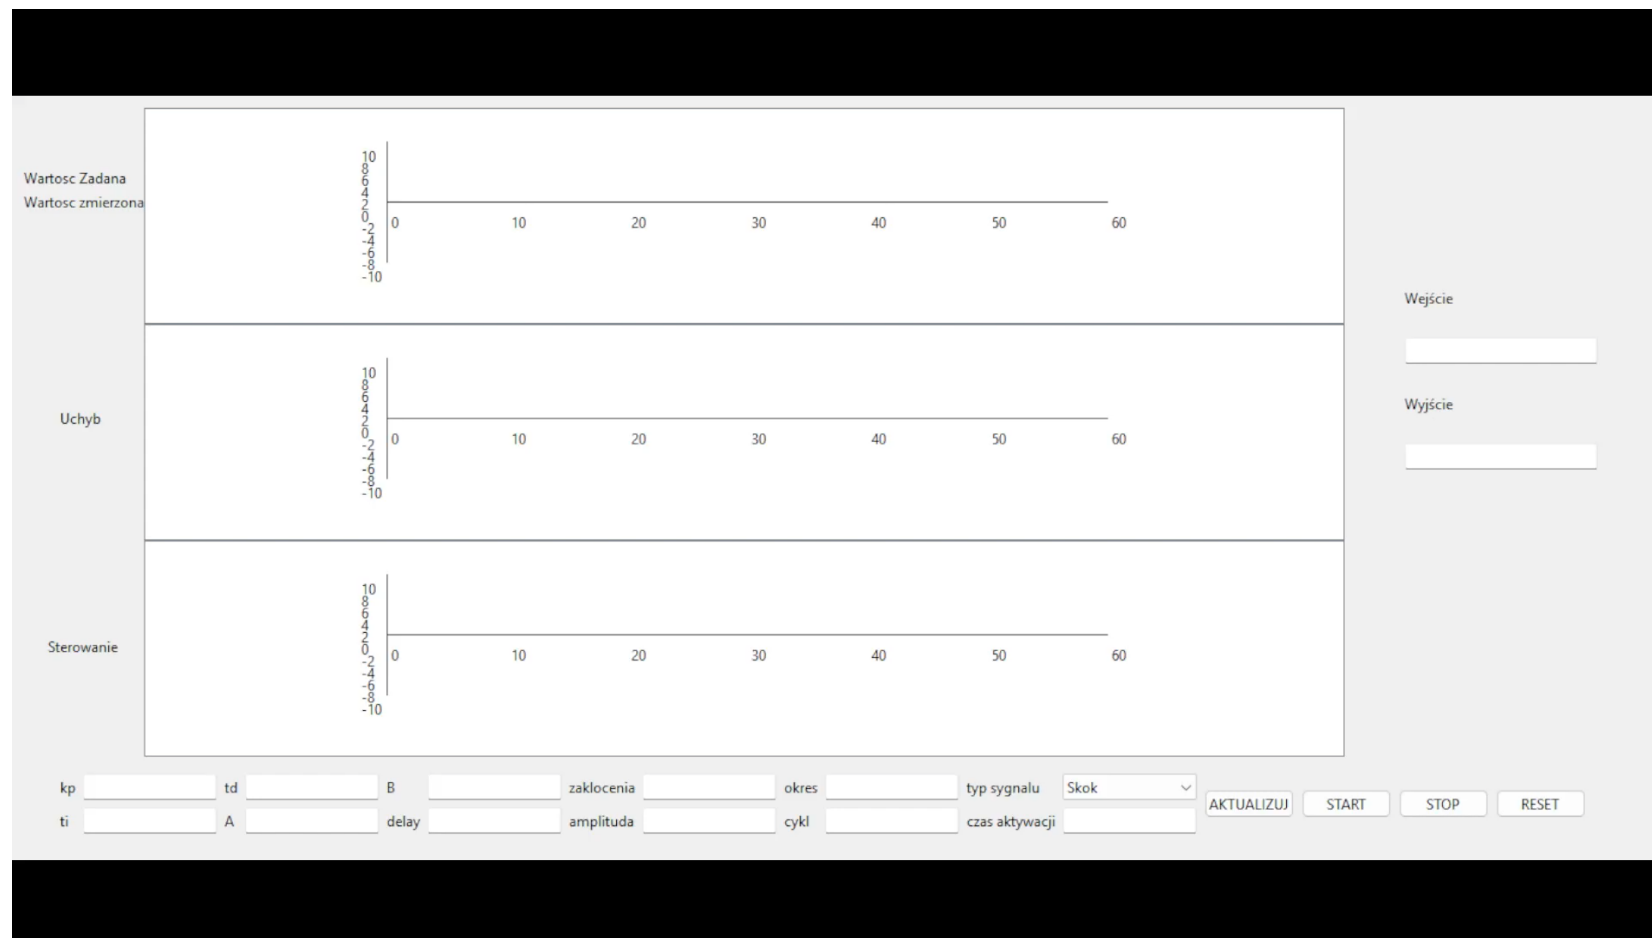 Wartosc Zadana
Wartosc zmierzona
10
8
6
4
2
0
-2
-4
-6
-8
-10
0 10 20 30 40 50 60
Uchyb
10
8
6
4
2
0
-2
-4
-6
-8
-10
0 10 20 30 40 50 60
Sterowanie
10
8
6
4
2
0
-2
-4
-6
-8
-10
0 10 20 30 40 50 60
Wejście
Wyjście
kp td B zaklocenia okres typ sygnalu Skok
ti A delay amplituda cykl czas aktywacji
AKTUALIZUJ START STOP RESET